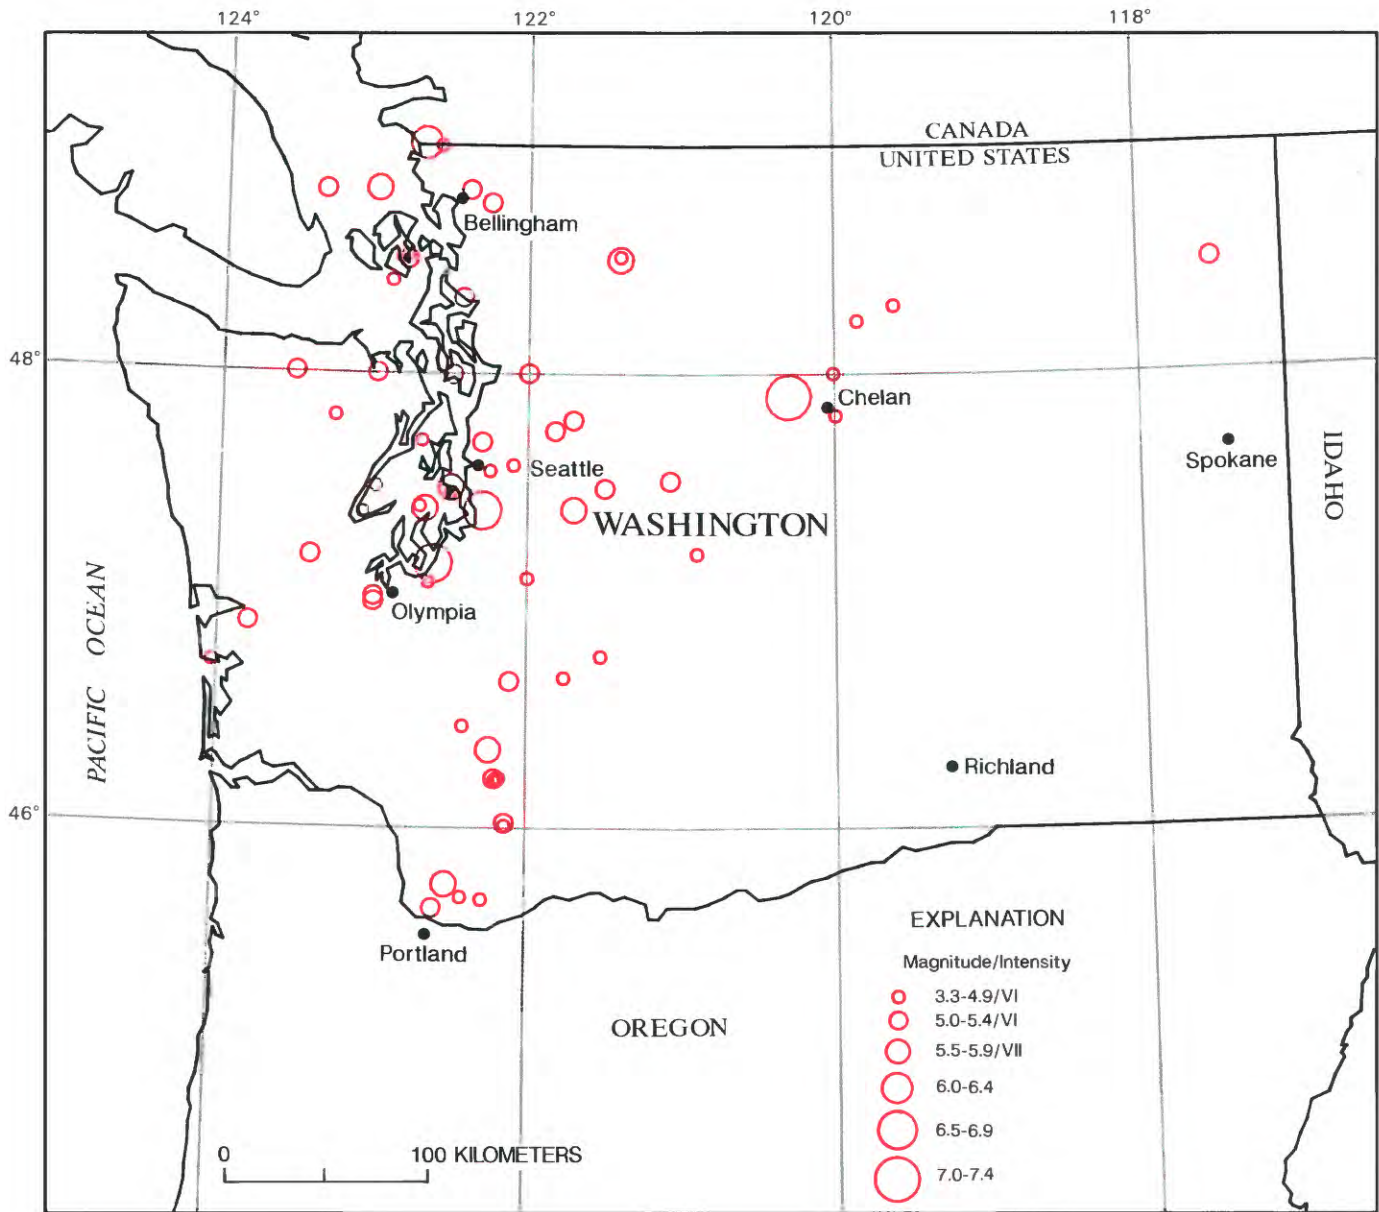 124° 122° 120° 118°
CANADA
UNITED STATES
Bellingham
48°
Chelan
Spokane
IDAHO
Seattle
WASHINGTON
Olympia
PACIFIC OCEAN
Richland
46°
Portland
OREGON
EXPLANATION
Magnitude/Intensity
3.3-4.9/VI
5.0-5.4/VI
5.5-5.9/VII
6.0-6.4
6.5-6.9
7.0-7.4
0 100 KILOMETERS